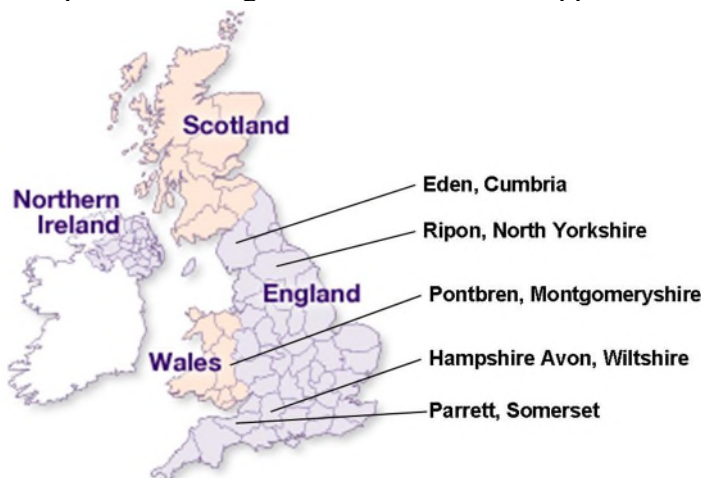 Scotland
Northern
Ireland
Eden, Cumbria
Ripon, North Yorkshire
England
Pontbren, Montgomeryshire
Wales
Hampshire Avon, Wiltshire
Parrett, Somerset